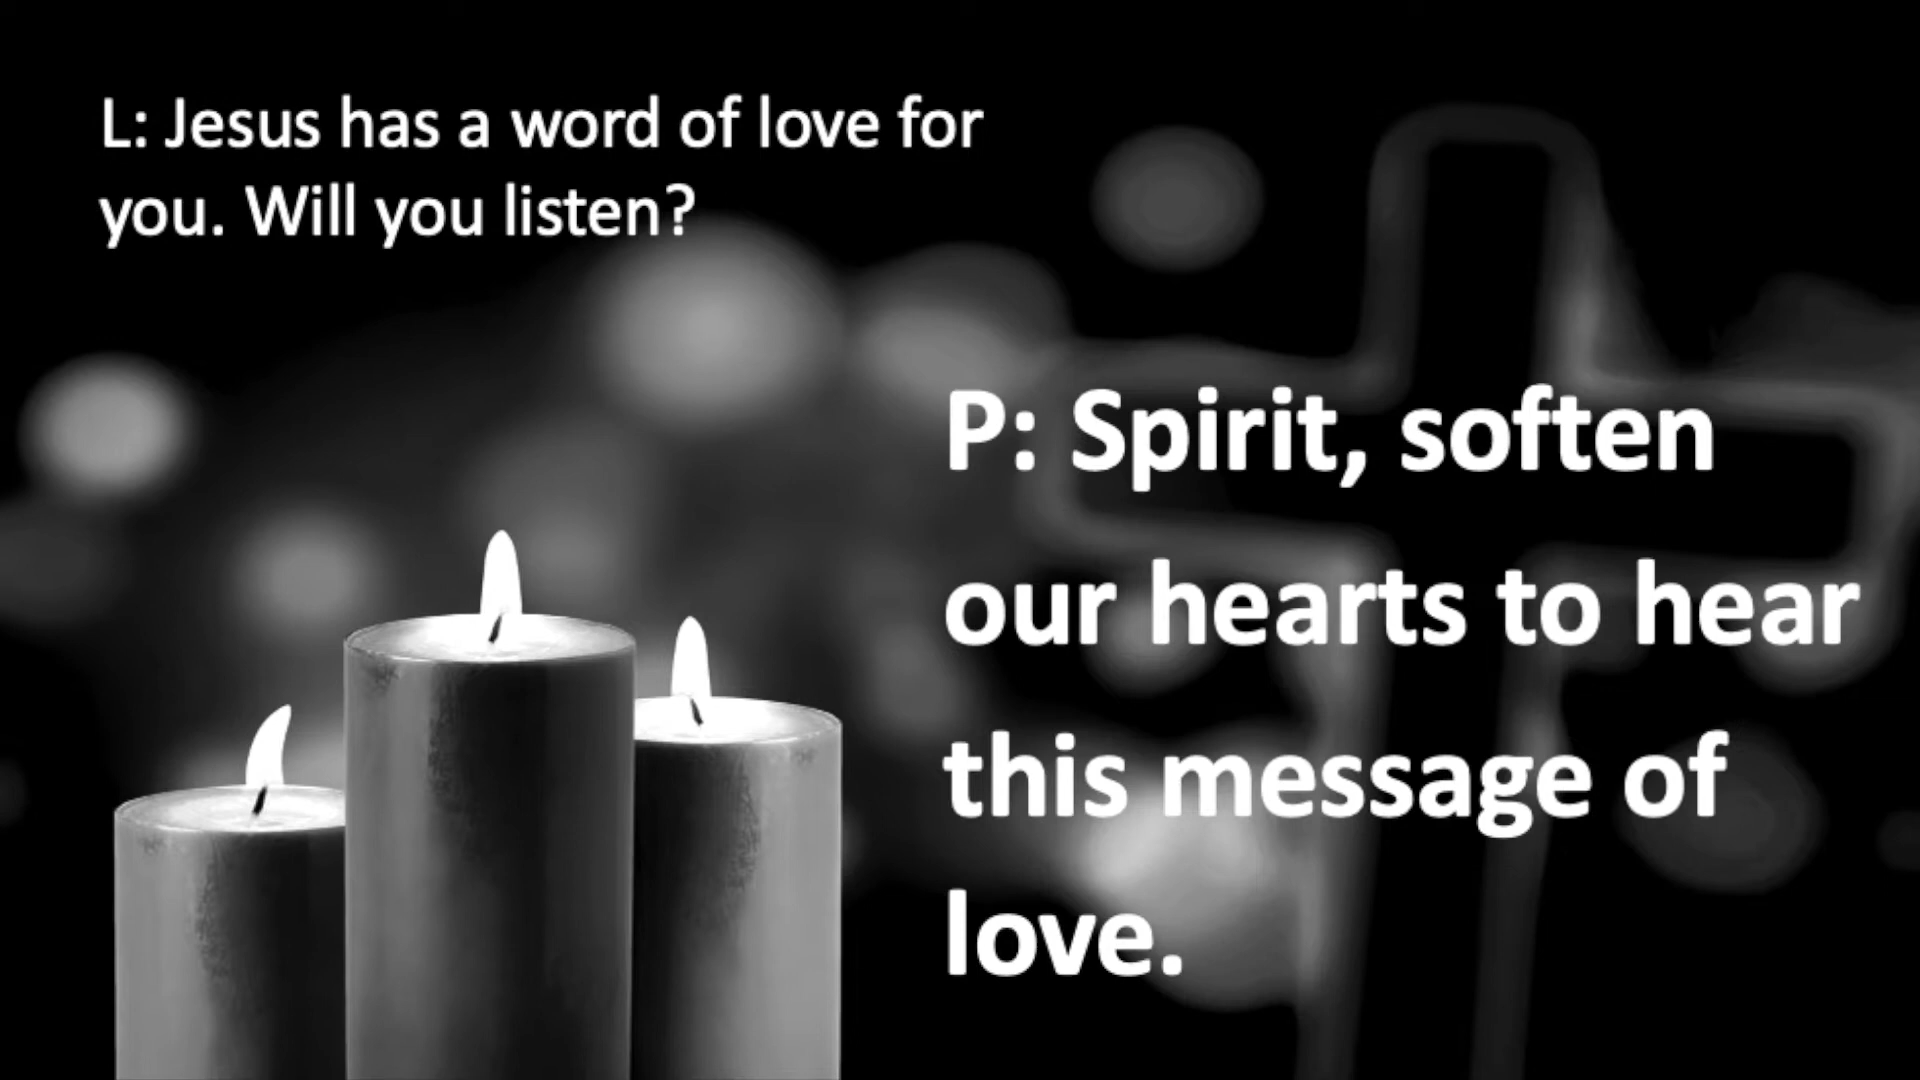 L: Jesus has a word of love for
you. Will you listen?
P: Spirit, soften
our hearts to hear
this message of
love.